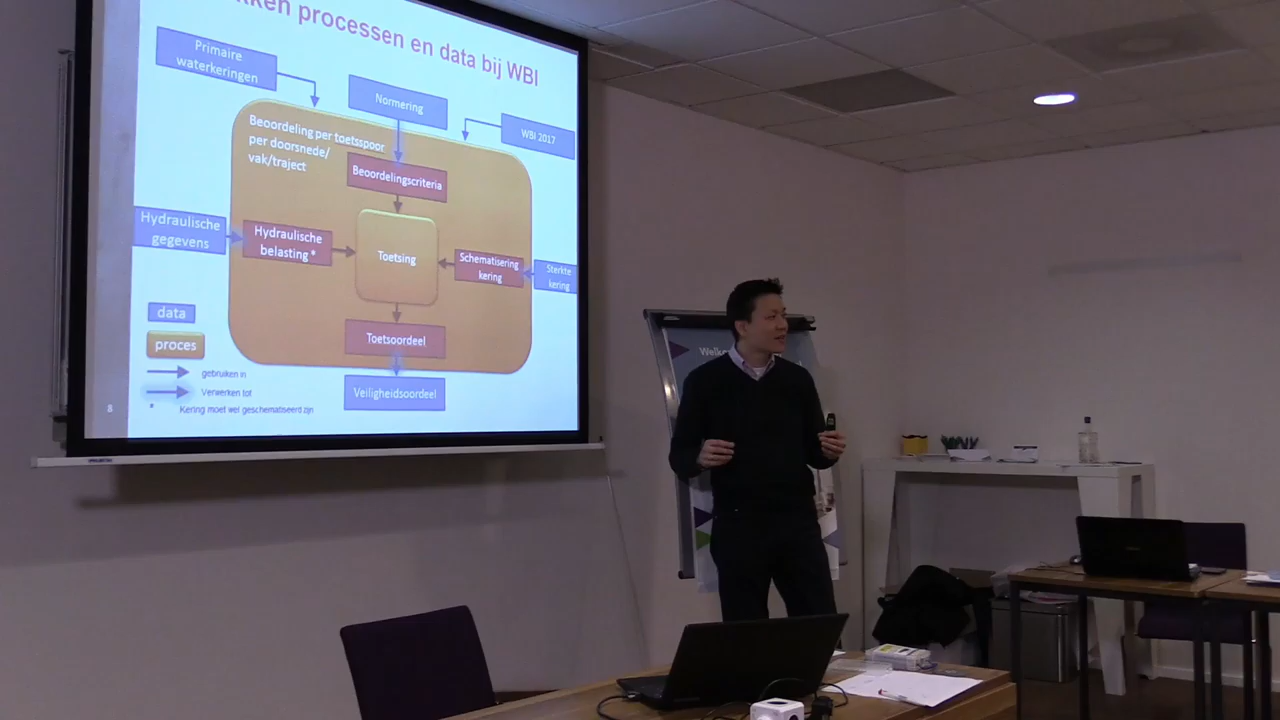 processen en data bij WBI
Primaire
waterkeringen
Normering
WBI 2017
Beoordeling per toetsspoor
per doorsnede/
vak/traject
Beoordelingscriteria
Hydraulische
gegevens
Hydraulische
belasting *
Toetsing
Schematisering
kering
Sterkte
kering
data
Toetsoordeel
proces
gebruiken in
Veiligheidsoordeel
Verwerken tot
* Kering moet wel geschematiseerd zijn
8